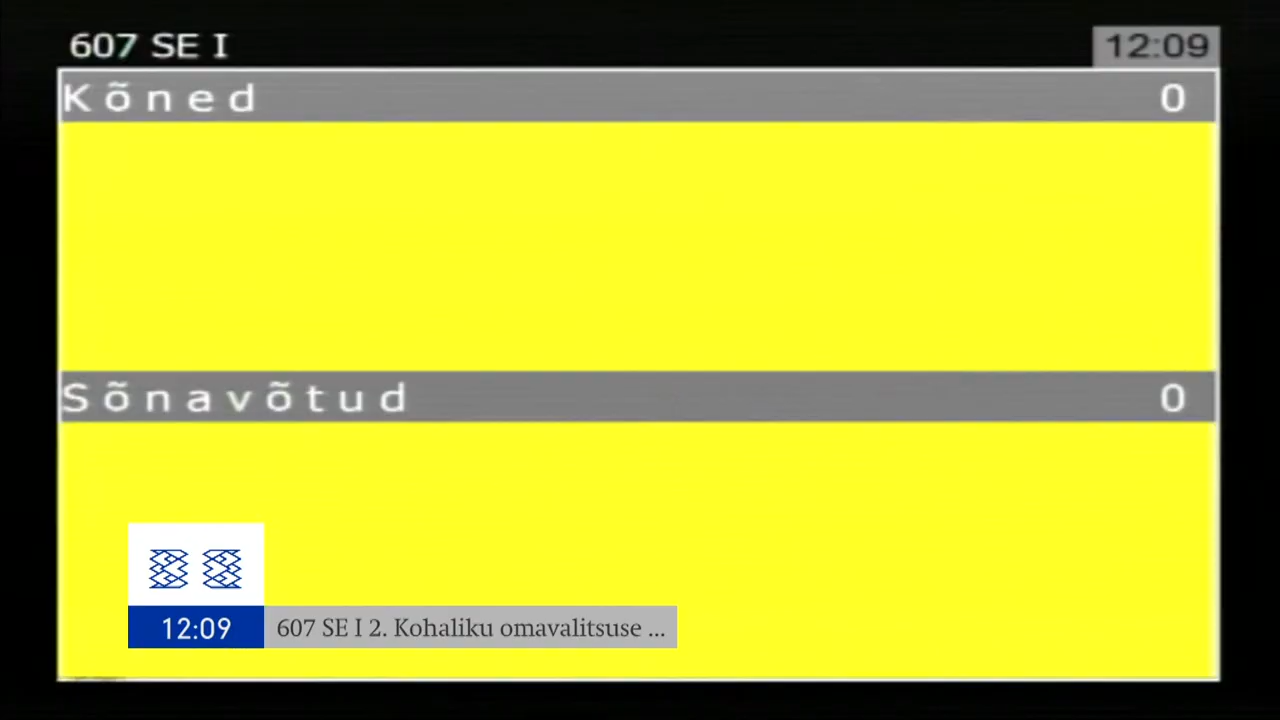 607 SE I
12:09
Kõned 0
Sõnavõtud 0
12:09
607 SE I 2. Kohaliku omavalitsuse ...